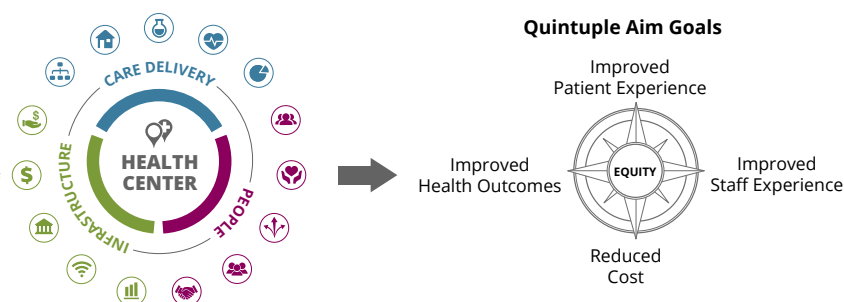 CARE DELIVERY
INFRASTRUCTURE
PEOPLE
HEALTH
CENTER
$
$
Quintuple Aim Goals
Improved
Patient Experience
Improved
Health Outcomes
EQUITY
Improved
Staff Experience
Reduced
Cost